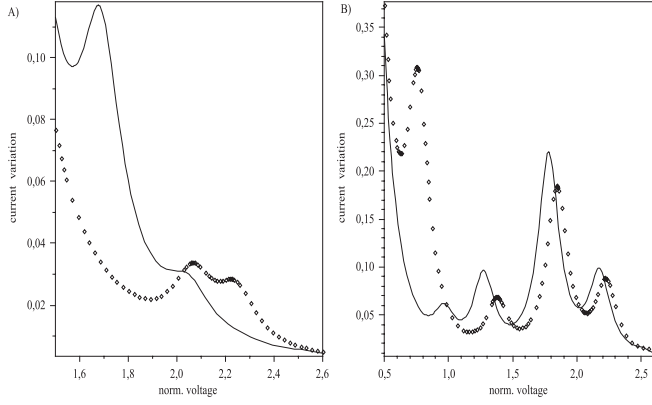 A)
current variation
0,10
0,08
0,06
0,04
0,02
1,6 1,8 2,0 2,2 2,4 2,6
norm. voltage
B)
current variation
0,35
0,30
0,25
0,20
0,15
0,10
0,05
0,5 1,0 1,5 2,0 2,5
norm. voltage